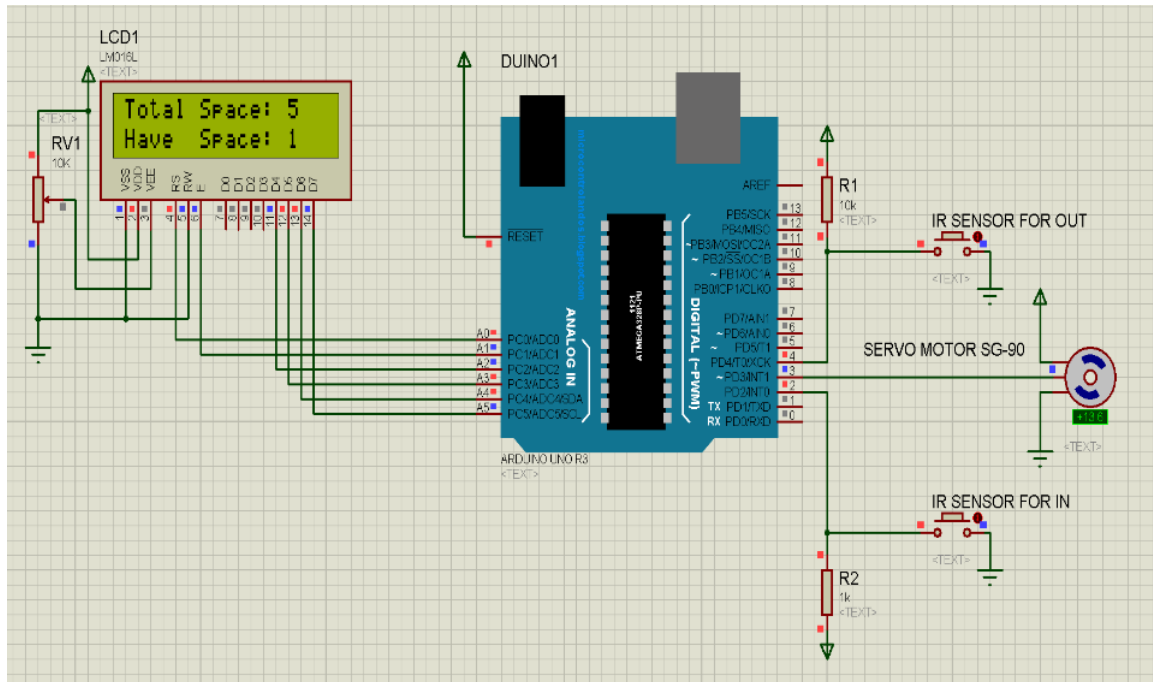 LCD1
LM016L
<TEXT>
Total Space: 5
Have Space: 1
<TEXT>
RV1
10K
VSS
VDD
VEE
RS
RW
E
D0
D1
D2
D3
D4
D5
D6
D7
1
2
3
4
5
6
7
8
9
10
11
12
13
14
DUINO1
RESET
AREF
PB5/SCK 13
PB4/MISO 12
~PB3/MOSI/OC2A 11
~ PB2/SS/OC1B 10
~ PB1/OC1A 9
PB0/ICP1/CLKO 8
PD7/AIN1 7
~ PD6/AIN0 6
~ PD5/T1 5
PD4/T0/XCK 4
~ PD3/INT1 3
PD2/INT0 2
TX PD1/TXD 1
RX PD0/RXD 0
DIGITAL (~PWM)
ANALOG IN
1121
ATMEGA328P-PU
A0 PC0/ADC0
A1 PC1/ADC1
A2 PC2/ADC2
A3 PC3/ADC3
A4 PC4/ADC4/SDA
A5 PC5/ADC5/SCL
ARDUINO UNO R3
<TEXT>
R1
10k
<TEXT>
IR SENSOR FOR OUT
<TEXT>
SERVO MOTOR SG-90
<TEXT>
IR SENSOR FOR IN
<TEXT>
R2
1k
<TEXT>